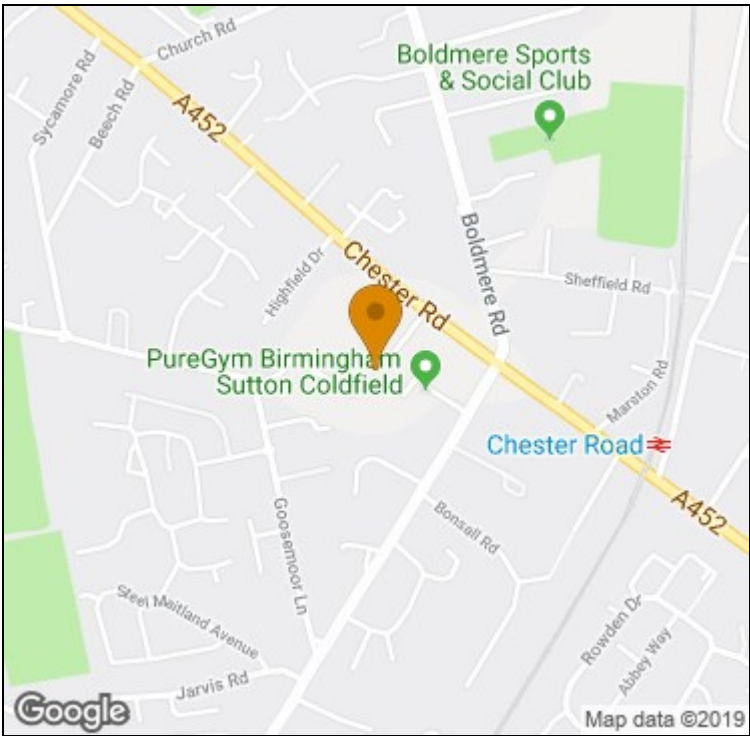 Church Rd
Sycamore Rd
Beech Rd
A452
Boldmere Sports
& Social Club
Boldmere Rd
Highfield Dr
Chester Rd
Sheffield Rd
PureGym Birmingham
Sutton Coldfield
Marston Rd
Chester Road
A452
Goosemoor Ln
Bonsall Rd
Steel Maitland Avenue
Rowden Dr
Abbey Way
Jarvis Rd
Google
Map data ©2019